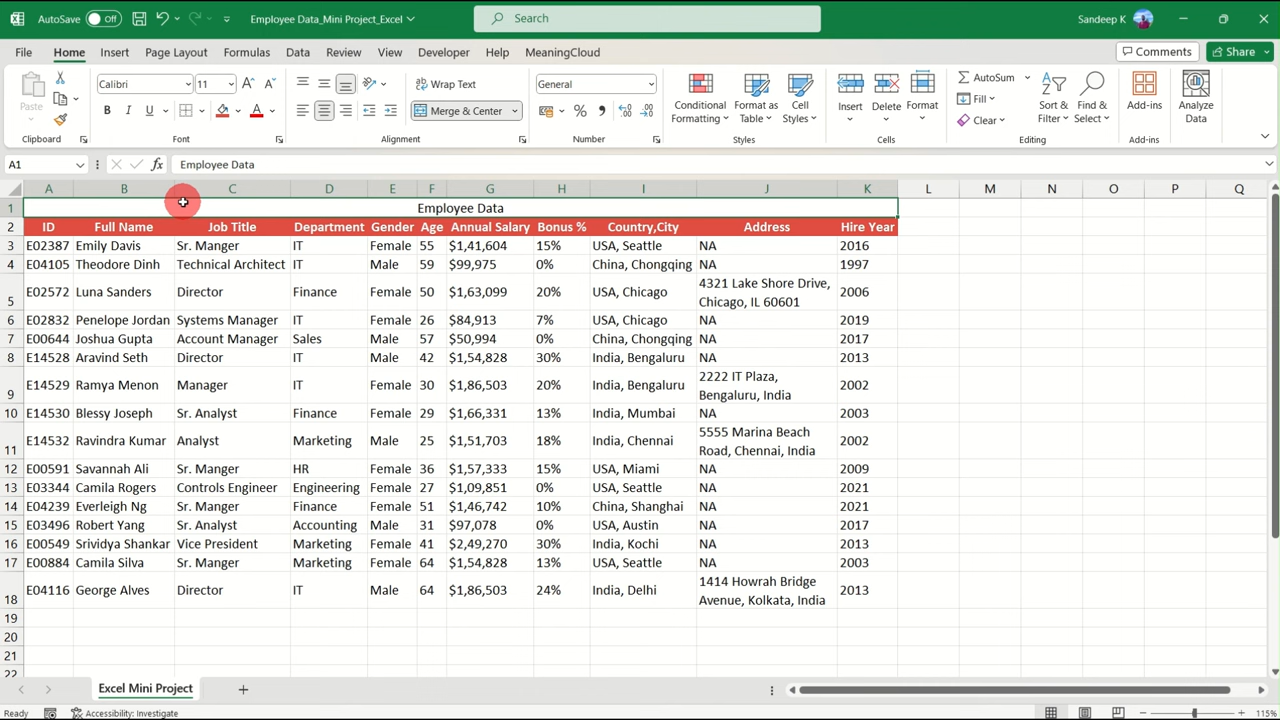 AutoSave Off Employee Data_Mini Project_Excel Search Sandeep K
File Home Insert Page Layout Formulas Data Review View Developer Help MeaningCloud Comments Share
Paste Calibri 11 Wrap Text General Conditional Formatting Format as Table Cell Styles Insert Delete Format AutoSum Sort & Filter Find & Select Add-ins Analyze Data
B I U A Merge & Center % Fill
Clear
Clipboard Font Alignment Number Styles Cells Editing Add-ins
A1 fx Employee Data
A B C D E F G H I J K L M N O P Q
1 Employee Data
2 ID Full Name Job Title Department Gender Age Annual Salary Bonus % Country,City Address Hire Year
3 E02387 Emily Davis Sr. Manger IT Female 55 $1,41,604 15% USA, Seattle NA 2016
4 E04105 Theodore Dinh Technical Architect IT Male 59 $99,975 0% China, Chongqing NA 1997
5 E02572 Luna Sanders Director Finance Female 50 $1,63,099 20% USA, Chicago 4321 Lake Shore Drive, 2006
Chicago, IL 60601
6 E02832 Penelope Jordan Systems Manager IT Female 26 $84,913 7% USA, Chicago NA 2019
7 E00644 Joshua Gupta Account Manager Sales Male 57 $50,994 0% China, Chongqing NA 2017
8 E14528 Aravind Seth Director IT Male 42 $1,54,828 30% India, Bengaluru NA 2013
9 E14529 Ramya Menon Manager IT Female 30 $1,86,503 20% India, Bengaluru 2222 IT Plaza, 2002
Bengaluru, India
10 E14530 Blessy Joseph Sr. Analyst Finance Female 29 $1,66,331 13% India, Mumbai NA 2003
11 E14532 Ravindra Kumar Analyst Marketing Male 25 $1,51,703 18% India, Chennai 5555 Marina Beach 2002
Road, Chennai, India
12 E00591 Savannah Ali Sr. Manger HR Female 36 $1,57,333 15% USA, Miami NA 2009
13 E03344 Camila Rogers Controls Engineer Engineering Female 27 $1,09,851 0% USA, Seattle NA 2021
14 E04239 Everleigh Ng Sr. Manger Finance Female 51 $1,46,742 10% China, Shanghai NA 2021
15 E03496 Robert Yang Sr. Analyst Accounting Male 31 $97,078 0% USA, Austin NA 2017
16 E00549 Srividya Shankar Vice President Marketing Female 41 $2,49,270 30% India, Kochi NA 2013
17 E00884 Camila Silva Sr. Manger Marketing Female 64 $1,54,828 13% USA, Seattle NA 2003
18 E04116 George Alves Director IT Male 64 $1,86,503 24% India, Delhi 1414 Howrah Bridge 2013
Avenue, Kolkata, India
19
20
21
22
Excel Mini Project
Ready Accessibility: Investigate 115%